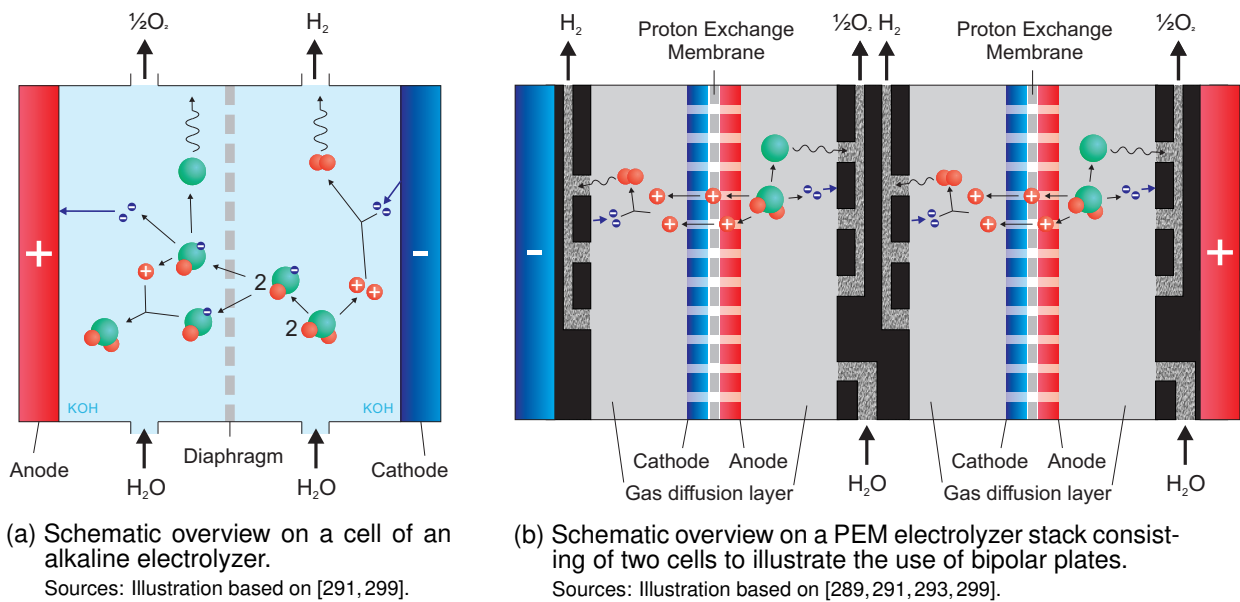 ½O₂
H₂
+
-
2
2
KOH
KOH
Anode
Diaphragm
Cathode
H₂O
H₂O
(a) Schematic overview on a cell of an
alkaline electrolyzer.
Sources: Illustration based on [291,299].
H₂
Proton Exchange
Membrane
½O₂
H₂
Proton Exchange
Membrane
½O₂
-
+
Cathode
Anode
Gas diffusion layer
H₂O
Cathode
Anode
Gas diffusion layer
H₂O
(b) Schematic overview on a PEM electrolyzer stack consist-
ing of two cells to illustrate the use of bipolar plates.
Sources: Illustration based on [289,291,293,299].